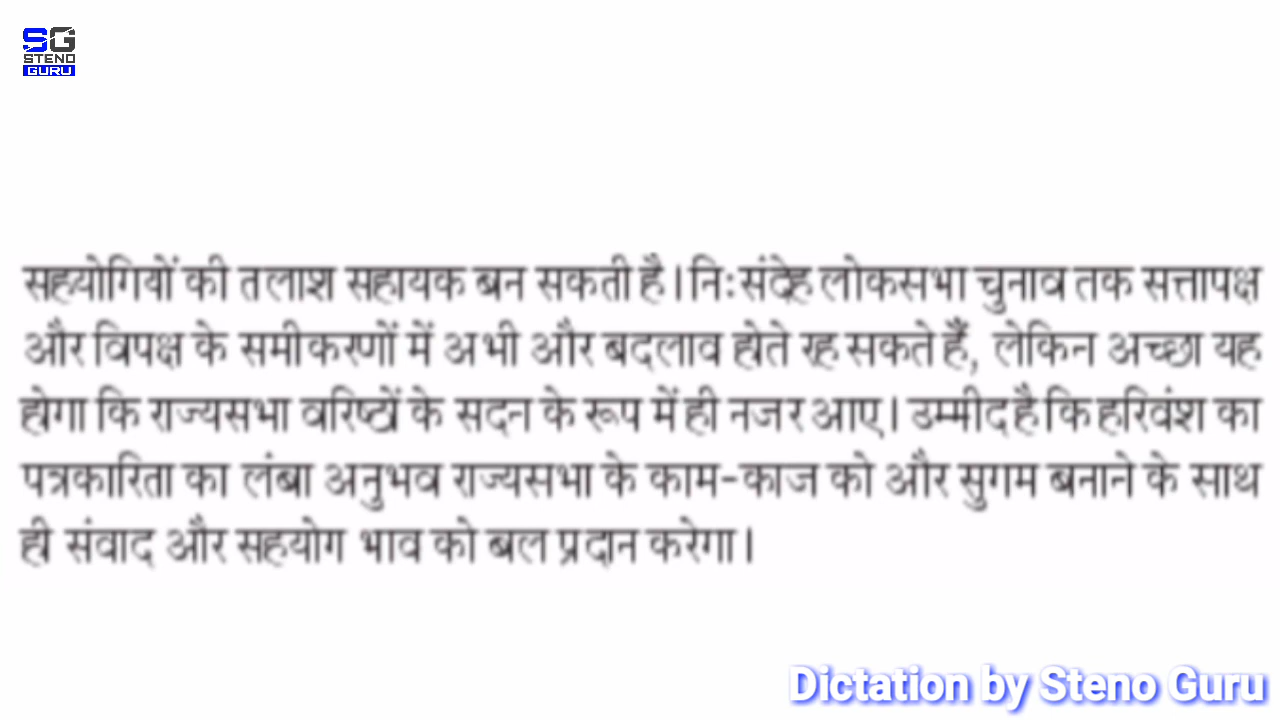 SG
STENO
GURU
सहयोगियों की तलाश सहायक बन सकती है। निःसंदेह लोकसभा चुनाव तक सत्तापक्ष
और विपक्ष के समीकरणों में अभी और बदलाव होते रह सकते हैं, लेकिन अच्छा यह
होगा कि राज्यसभा वरिष्ठों के सदन के रूप में ही नजर आए। उम्मीद है कि हरिवंश का
पत्रकारिता का लंबा अनुभव राज्यसभा के काम-काज को और सुगम बनाने के साथ
ही संवाद और सहयोग भाव को बल प्रदान करेगा।
Dictation by Steno Guru